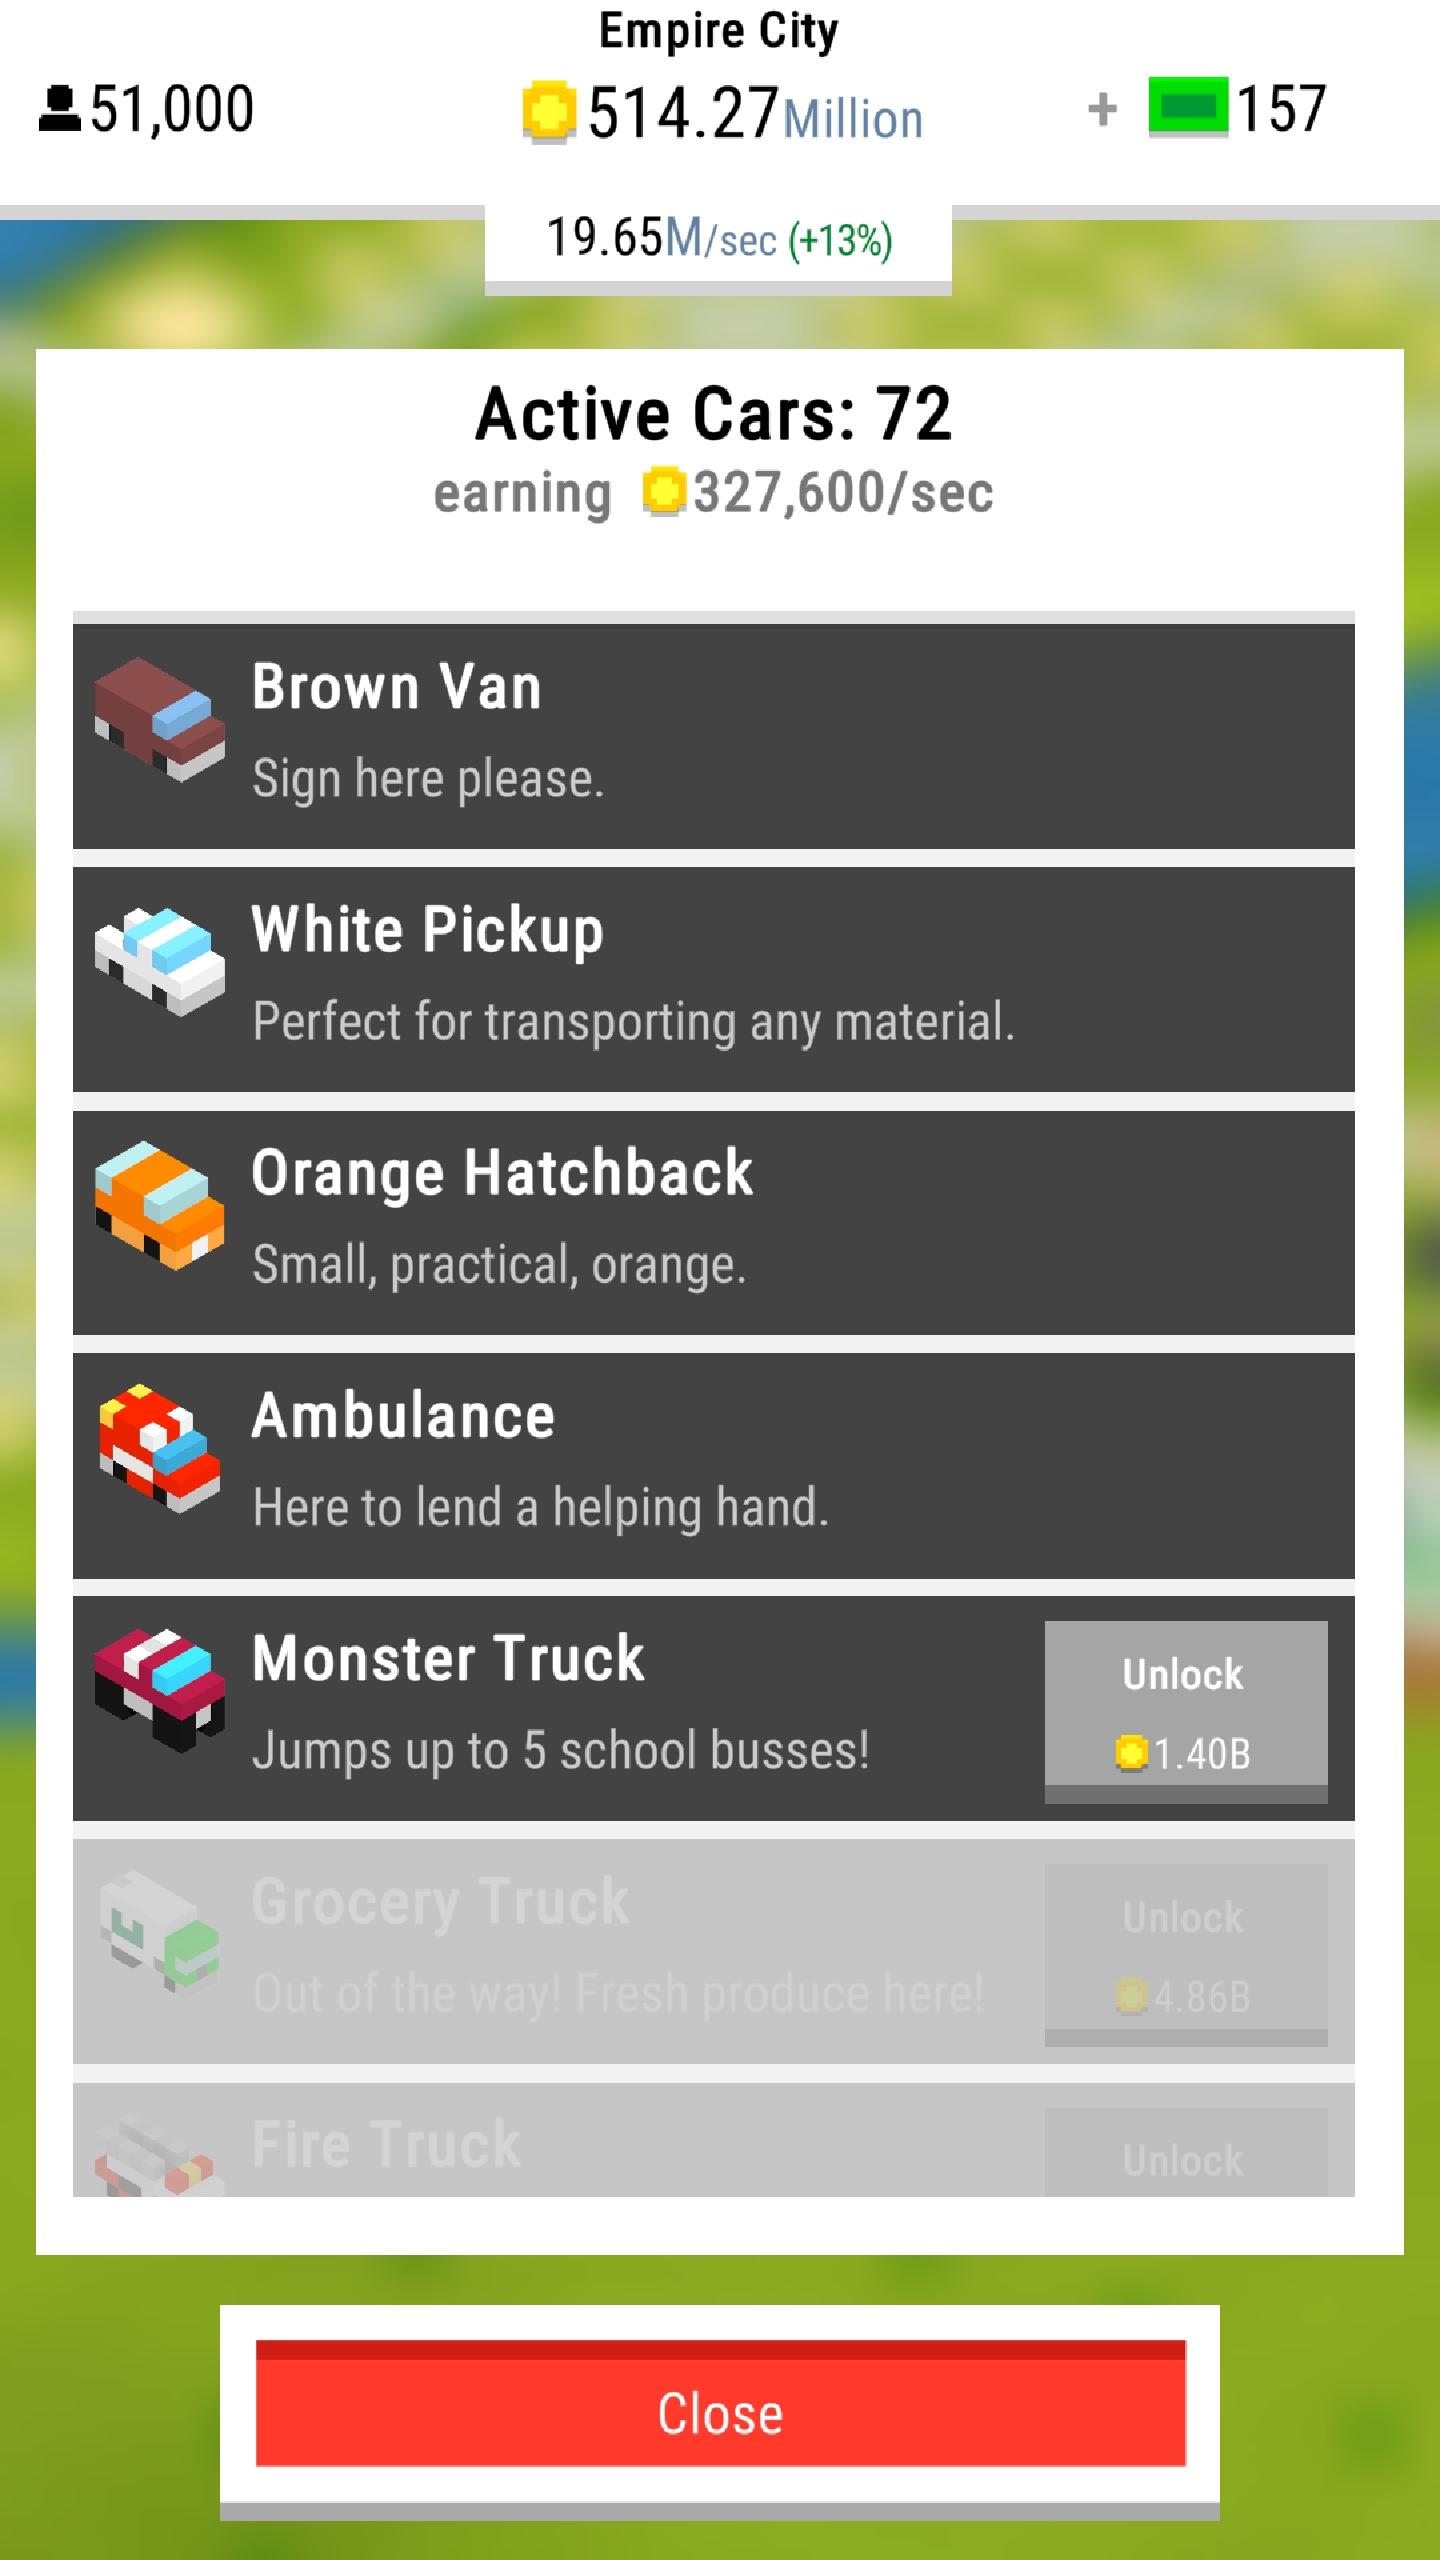 Empire City
51,000
514.27Million
+ 157
19.65M/sec (+13%)
Active Cars: 72
earning 327,600/sec
Brown Van
Sign here please.
White Pickup
Perfect for transporting any material.
Orange Hatchback
Small, practical, orange.
Ambulance
Here to lend a helping hand.
Monster Truck
Unlock
Jumps up to 5 school busses!
1.40B
Grocery Truck
Unlock
Out of the way! Fresh produce here!
4.86B
Fire Truck
Unlock
Close